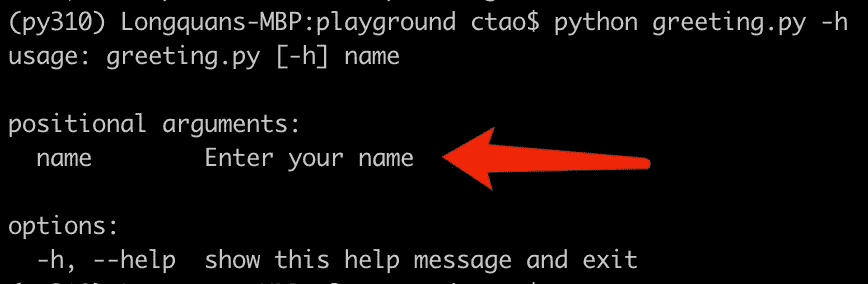 (py310) Longquans-MBP:playground ctao$ python greeting.py -h
usage: greeting.py [-h] name
positional arguments:
name Enter your name
options:
-h, --help show this help message and exit